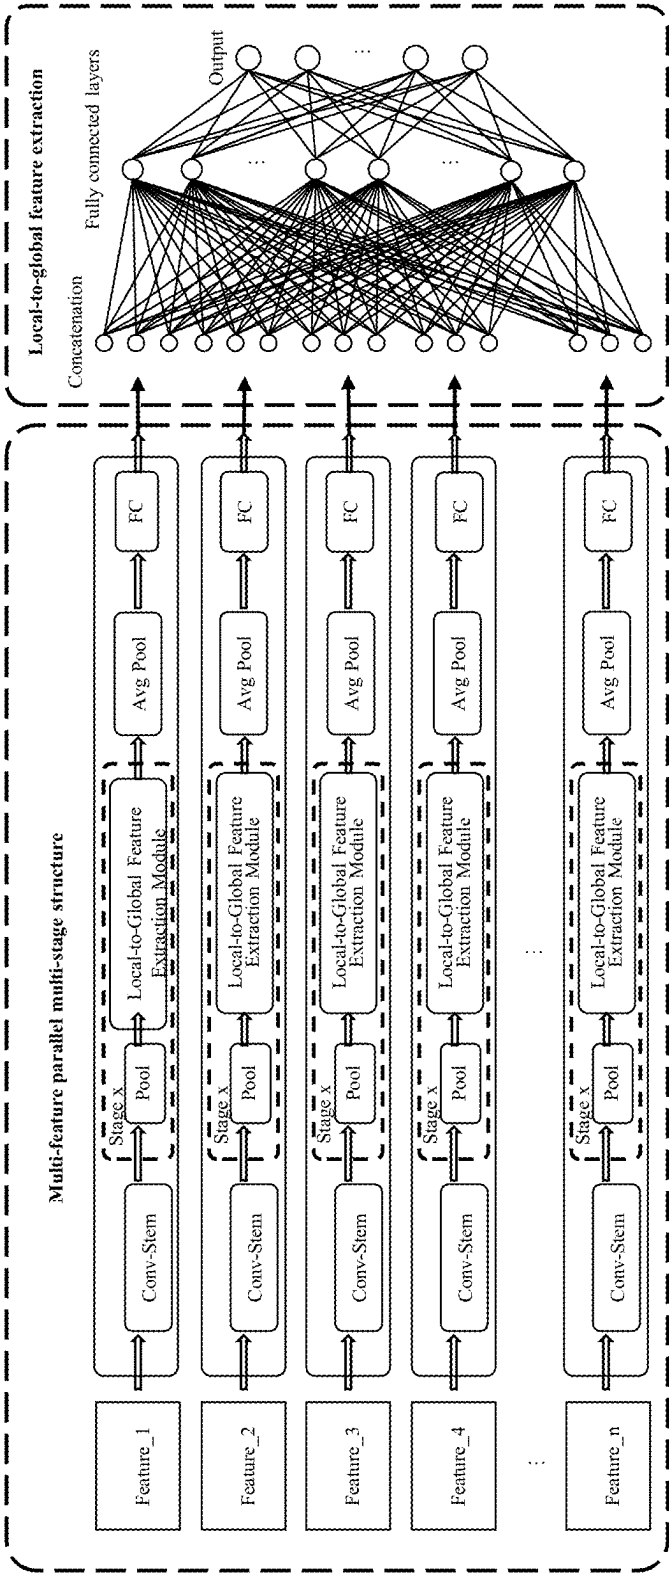 Multi-feature parallel multi-stage structure
Feature_1
Conv-Stem
Stage x
Pool
Local-to-Global Feature
Extraction Module
Avg Pool
FC
Feature_2
Conv-Stem
Stage x
Pool
Local-to-Global Feature
Extraction Module
Avg Pool
FC
Feature_3
Conv-Stem
Stage x
Pool
Local-to-Global Feature
Extraction Module
Avg Pool
FC
Feature_4
Conv-Stem
Stage x
Pool
Local-to-Global Feature
Extraction Module
Avg Pool
FC
...
...
Feature_n
Conv-Stem
Stage x
Pool
Local-to-Global Feature
Extraction Module
Avg Pool
FC
Local-to-global feature extraction
Concatenation
Fully connected layers
...
...
Output
...